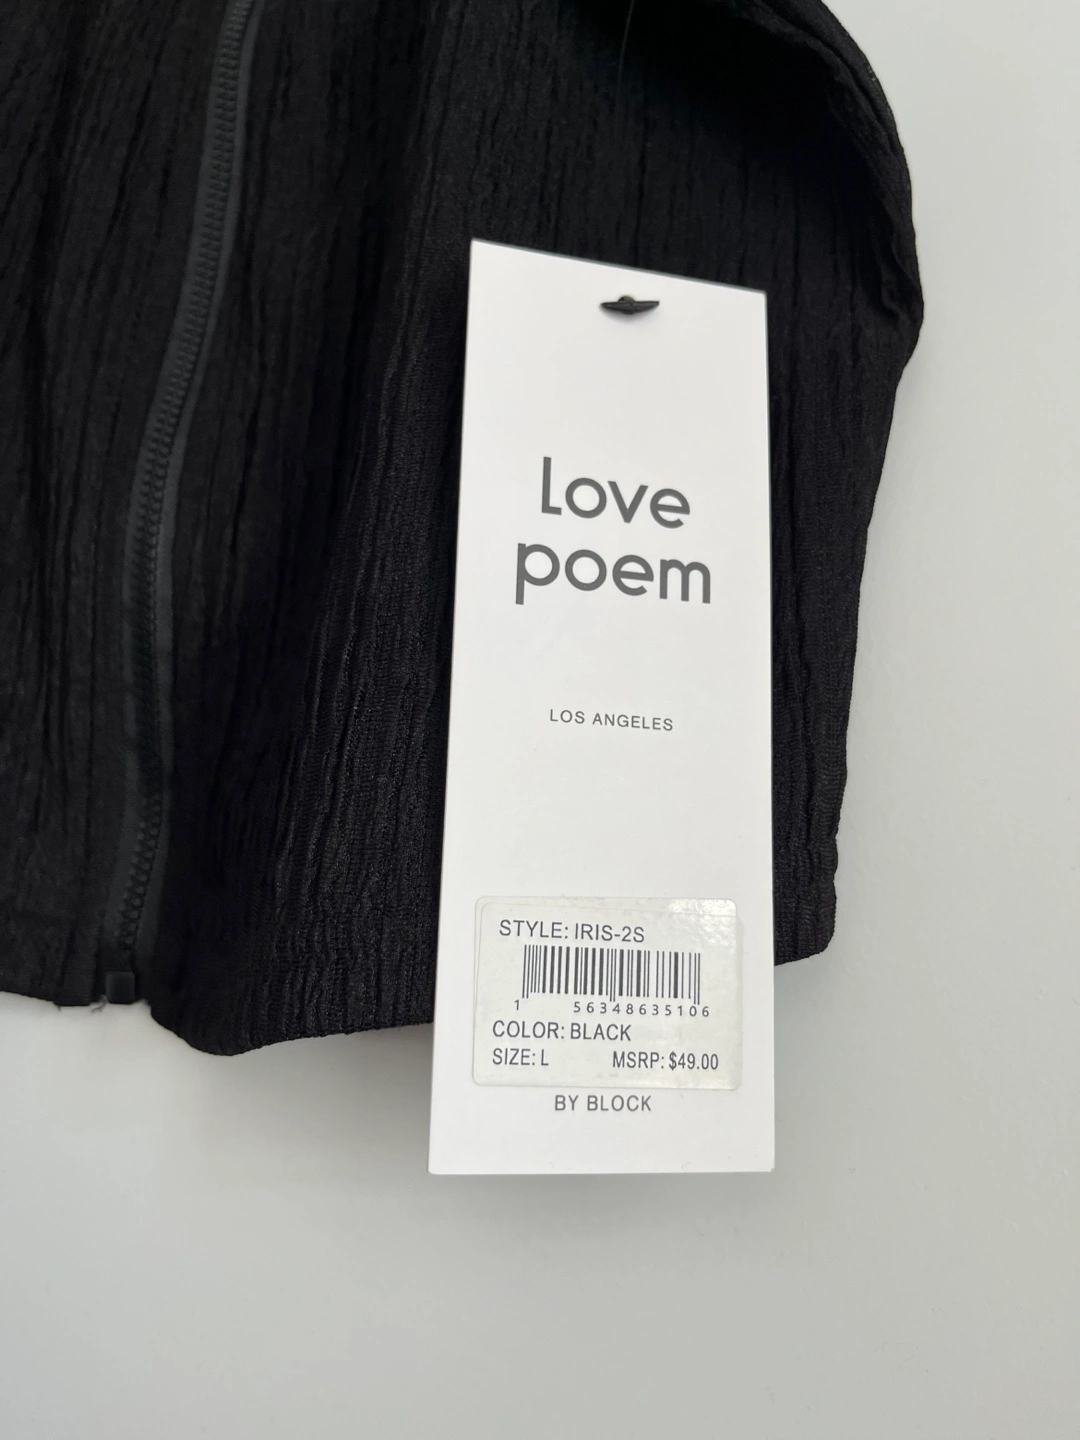 Love
poem
LOS ANGELES
STYLE: IRIS-2S
1 56348635106
COLOR: BLACK
SIZE: L MSRP: $49.00
BY BLOCK